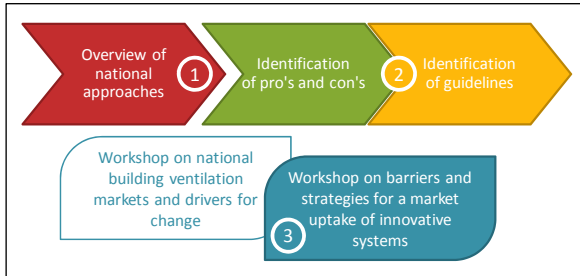 Overview of
national
approaches
1
Identification
of pro's and con's
2
Identification
of guidelines
Workshop on national
building ventilation
markets and drivers for
change
Workshop on barriers and
strategies for a market
uptake of innovative
systems
3